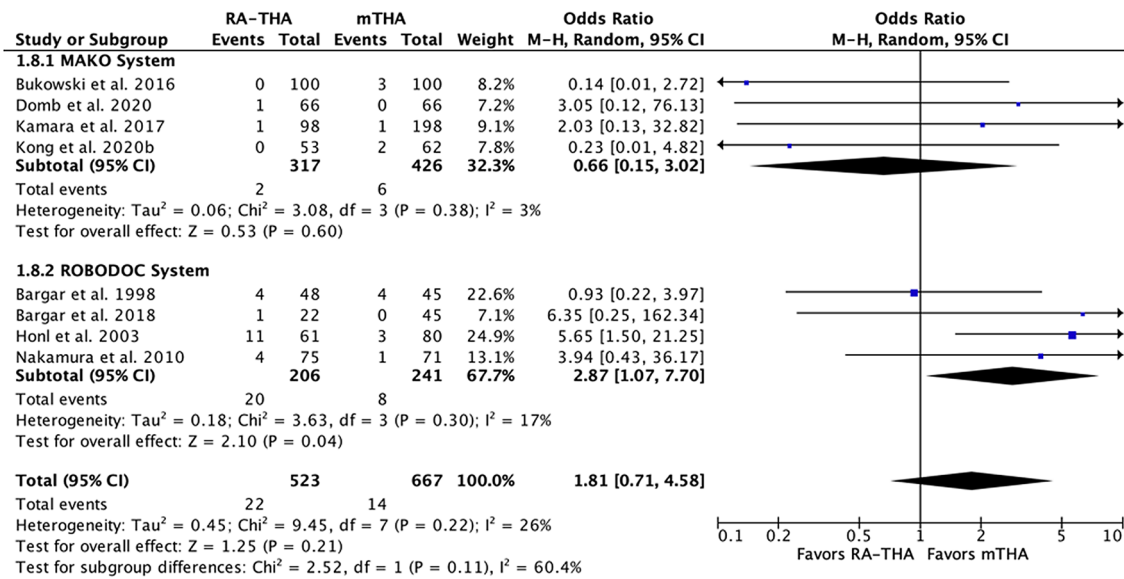 RA-THA mTHA Odds Ratio Odds Ratio
Study or Subgroup Events Total Events Total Weight M-H, Random, 95% CI M-H, Random, 95% CI
1.8.1 MAKO System
Bukowski et al. 2016 0 100 3 100 8.2% 0.14 [0.01, 2.72]
Domb et al. 2020 1 66 0 66 7.2% 3.05 [0.12, 76.13]
Kamara et al. 2017 1 98 1 198 9.1% 2.03 [0.13, 32.82]
Kong et al. 2020b 0 53 2 62 7.8% 0.23 [0.01, 4.82]
Subtotal (95% CI) 317 426 32.3% 0.66 [0.15, 3.02]
Total events 2 6
Heterogeneity: Tau² = 0.06; Chi² = 3.08, df = 3 (P = 0.38); I² = 3%
Test for overall effect: Z = 0.53 (P = 0.60)
1.8.2 ROBODOC System
Bargar et al. 1998 4 48 4 45 22.6% 0.93 [0.22, 3.97]
Bargar et al. 2018 1 22 0 45 7.1% 6.35 [0.25, 162.34]
Honl et al. 2003 11 61 3 80 24.9% 5.65 [1.50, 21.25]
Nakamura et al. 2010 4 75 1 71 13.1% 3.94 [0.43, 36.17]
Subtotal (95% CI) 206 241 67.7% 2.87 [1.07, 7.70]
Total events 20 8
Heterogeneity: Tau² = 0.18; Chi² = 3.63, df = 3 (P = 0.30); I² = 17%
Test for overall effect: Z = 2.10 (P = 0.04)
Total (95% CI) 523 667 100.0% 1.81 [0.71, 4.58]
Total events 22 14
Heterogeneity: Tau² = 0.45; Chi² = 9.45, df = 7 (P = 0.22); I² = 26%
Test for overall effect: Z = 1.25 (P = 0.21)
Test for subgroup differences: Chi² = 2.52, df = 1 (P = 0.11), I² = 60.4%
0.1 0.2 0.5 1 2 5 10
Favors RA-THA Favors mTHA